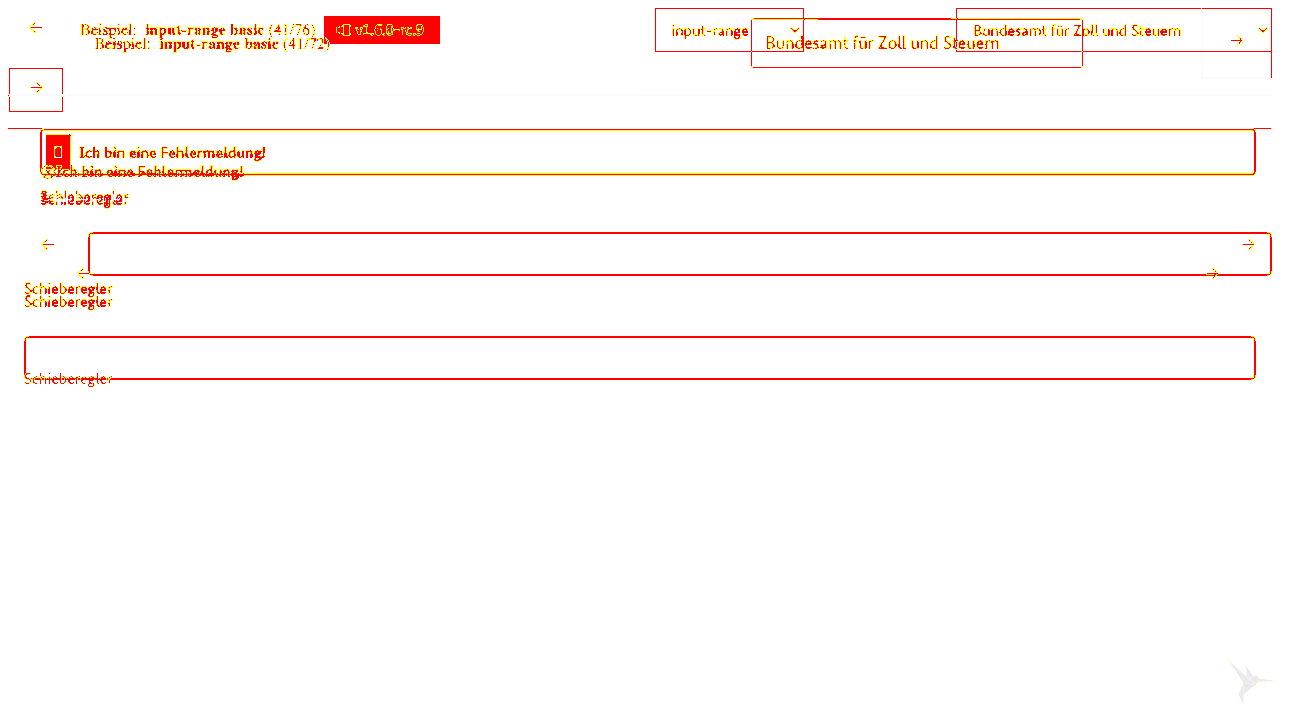 Beispiel: input-range basic (41/76) v1.6.0-rc.9 input-range Bundesamt für Zoll und Steuern
Beispiel: input-range basic (41/72) Bundesamt für Zoll und Steuern
Ich bin eine Fehlermeldung!
Ich bin eine Fehlermeldung!
Schieberegler
Schieberegler
Schieberegler
Schieberegler
Schieberegler